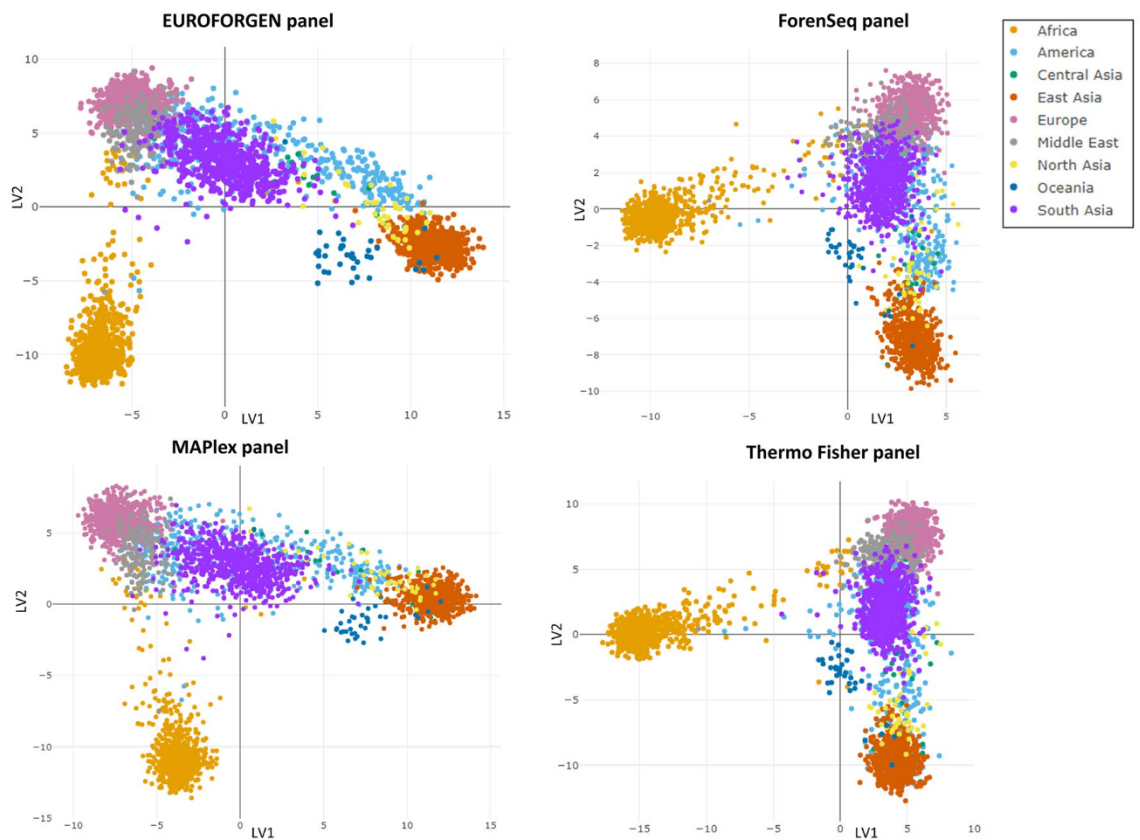 EUROFORGEN panel
10
5
0
−5
−10
LV2
−5
0
5
10
15
LV1
ForenSeq panel
8
6
4
2
0
−2
−4
−6
−8
−10
LV2
−10
−5
0
5
LV1
Africa
America
Central Asia
East Asia
Europe
Middle East
North Asia
Oceania
South Asia
MAPlex panel
5
0
−5
−10
−15
LV2
−10
−5
0
5
10
15
LV1
Thermo Fisher panel
10
5
0
−5
−10
LV2
−15
−10
−5
0
5
10
LV1